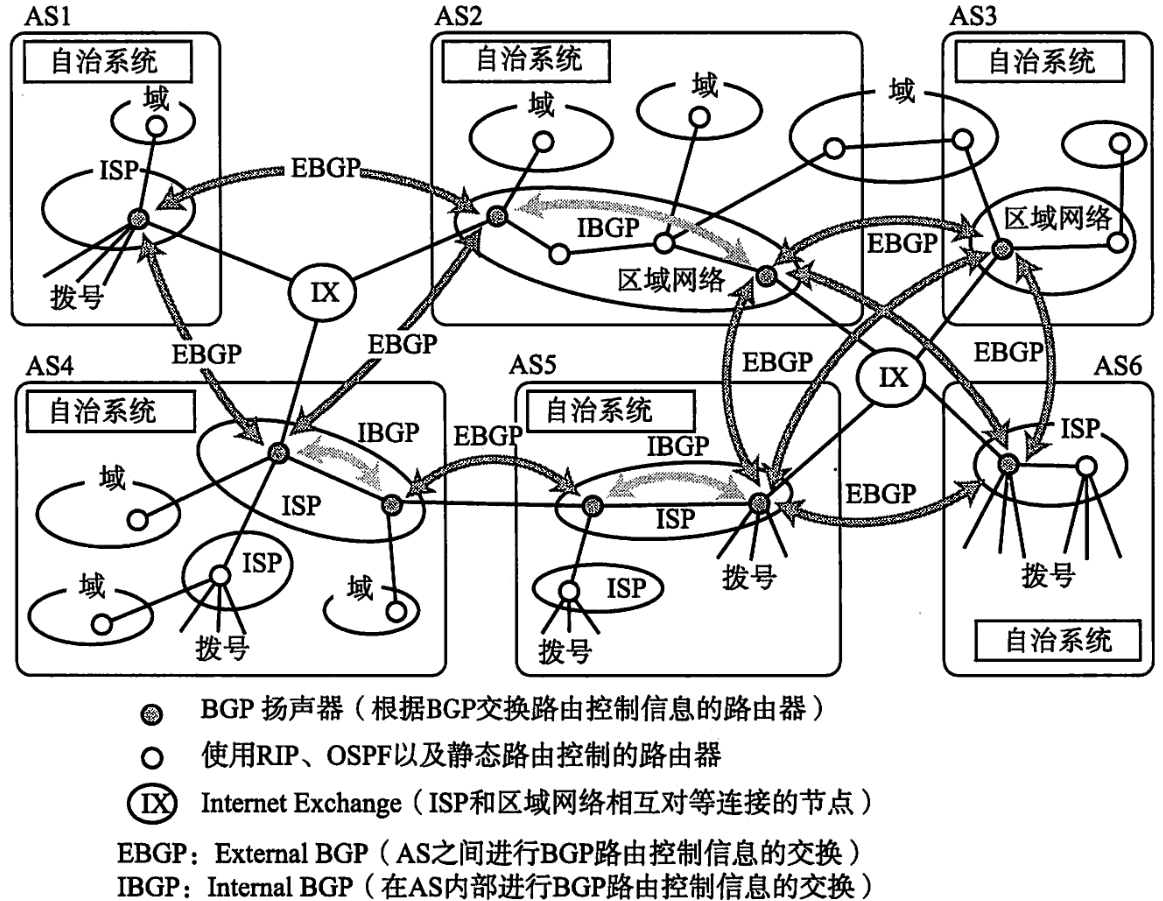 AS1
AS2
AS3
自治系统
自治系统
自治系统
域
域
域
域
ISP
EBGP
IBGP
区域网络
EBGP
区域网络
拨号
IX
EBGP
EBGP
EBGP
EBGP
IX
AS4
AS5
AS6
自治系统
自治系统
IBGP
EBGP
IBGP
ISP
域
ISP
ISP
EBGP
ISP
域
域
ISP
拨号
拨号
拨号
拨号
自治系统
BGP 扬声器（根据BGP交换路由控制信息的路由器）
使用RIP、OSPF以及静态路由控制的路由器
IX Internet Exchange（ISP和区域网络相互对等连接的节点）
EBGP：External BGP（AS之间进行BGP路由控制信息的交换）
IBGP：Internal BGP（在AS内部进行BGP路由控制信息的交换）